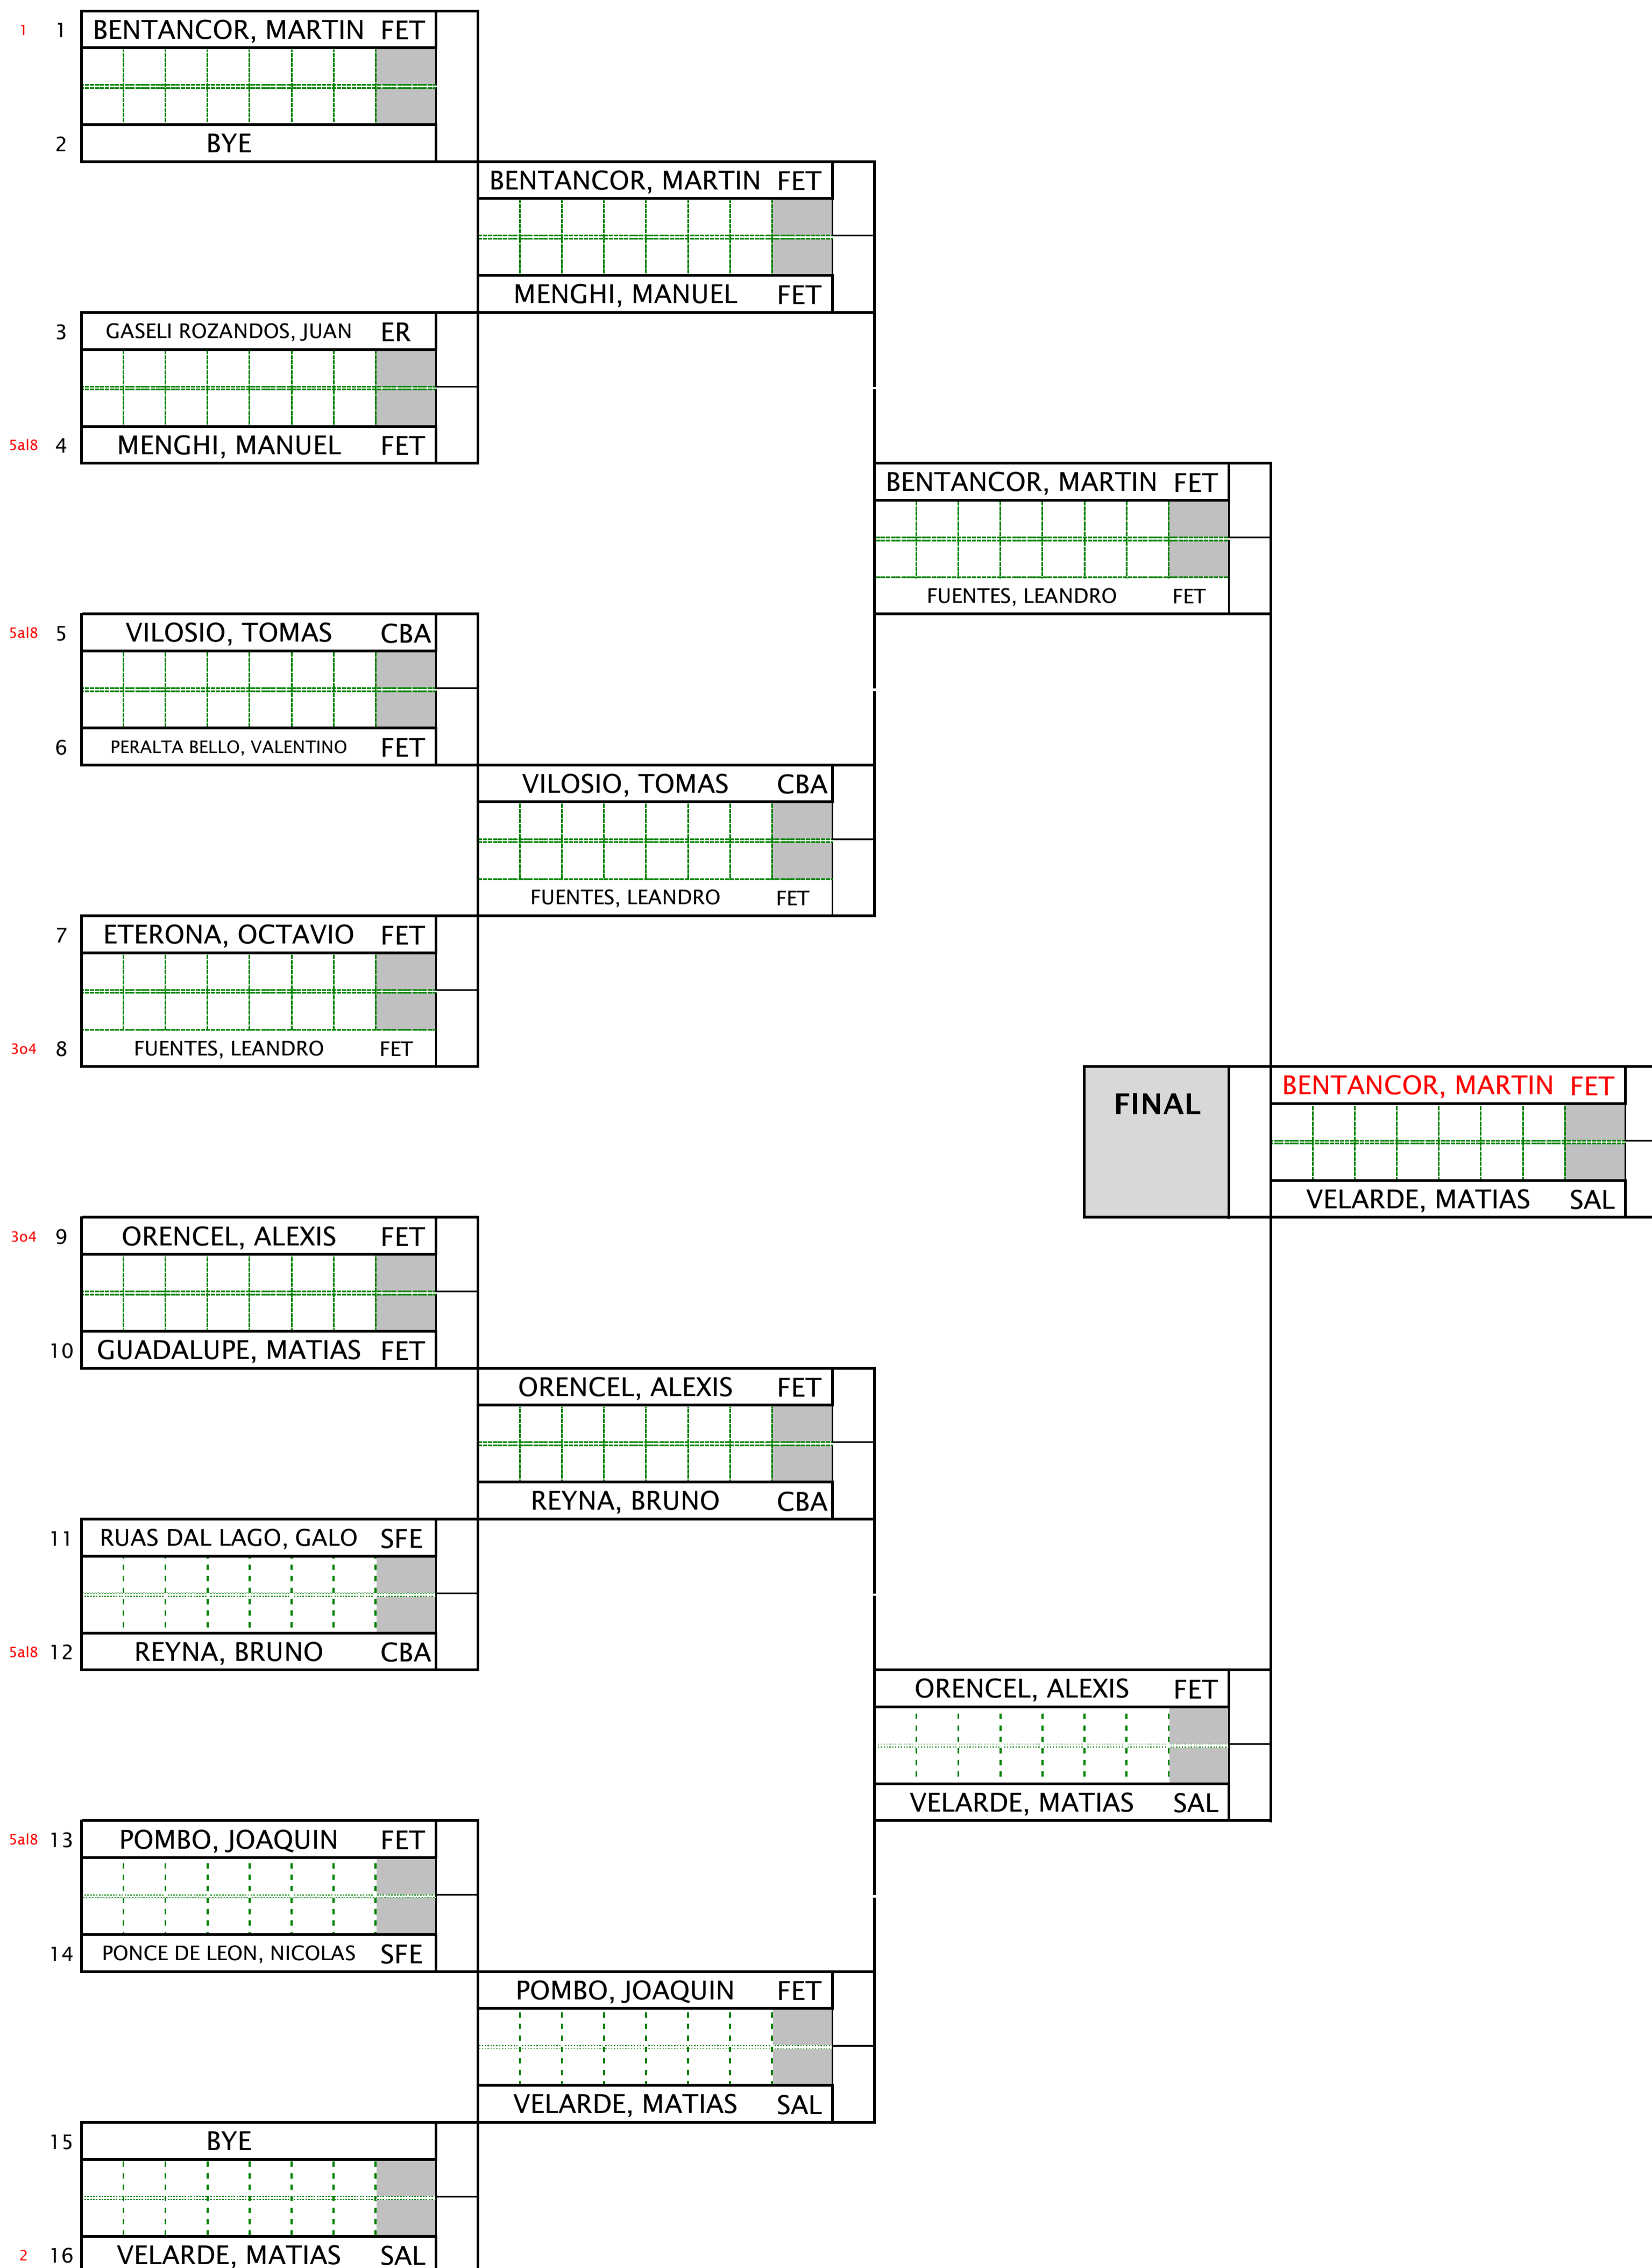 1 1 BENTANCOR, MARTIN FET
2 BYE
BENTANCOR, MARTIN FET
MENGHI, MANUEL FET
3 GASELI ROZANDOS, JUAN ER
5al8 4 MENGHI, MANUEL FET
BENTANCOR, MARTIN FET
FUENTES, LEANDRO FET
5al8 5 VILOSIO, TOMAS CBA
6 PERALTA BELLO, VALENTINO FET
VILOSIO, TOMAS CBA
FUENTES, LEANDRO FET
7 ETERONA, OCTAVIO FET
3o4 8 FUENTES, LEANDRO FET
FINAL
BENTANCOR, MARTIN FET
VELARDE, MATIAS SAL
3o4 9 ORENCEL, ALEXIS FET
10 GUADALUPE, MATIAS FET
ORENCEL, ALEXIS FET
REYNA, BRUNO CBA
11 RUAS DAL LAGO, GALO SFE
5al8 12 REYNA, BRUNO CBA
ORENCEL, ALEXIS FET
VELARDE, MATIAS SAL
5al8 13 POMBO, JOAQUIN FET
14 PONCE DE LEON, NICOLAS SFE
POMBO, JOAQUIN FET
VELARDE, MATIAS SAL
15 BYE
2 16 VELARDE, MATIAS SAL